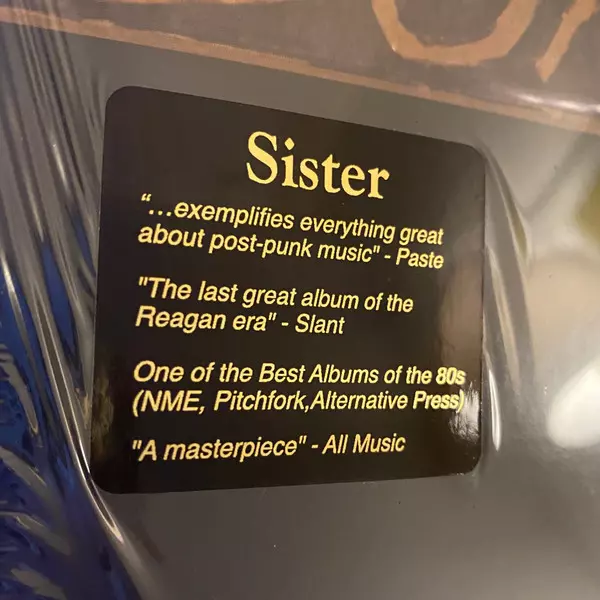 Sister
“...exemplifies everything great
about post-punk music" - Paste
"The last great album of the
Reagan era" - Slant
One of the Best Albums of the 80s
(NME, Pitchfork,Alternative Press)
"A masterpiece" - All Music